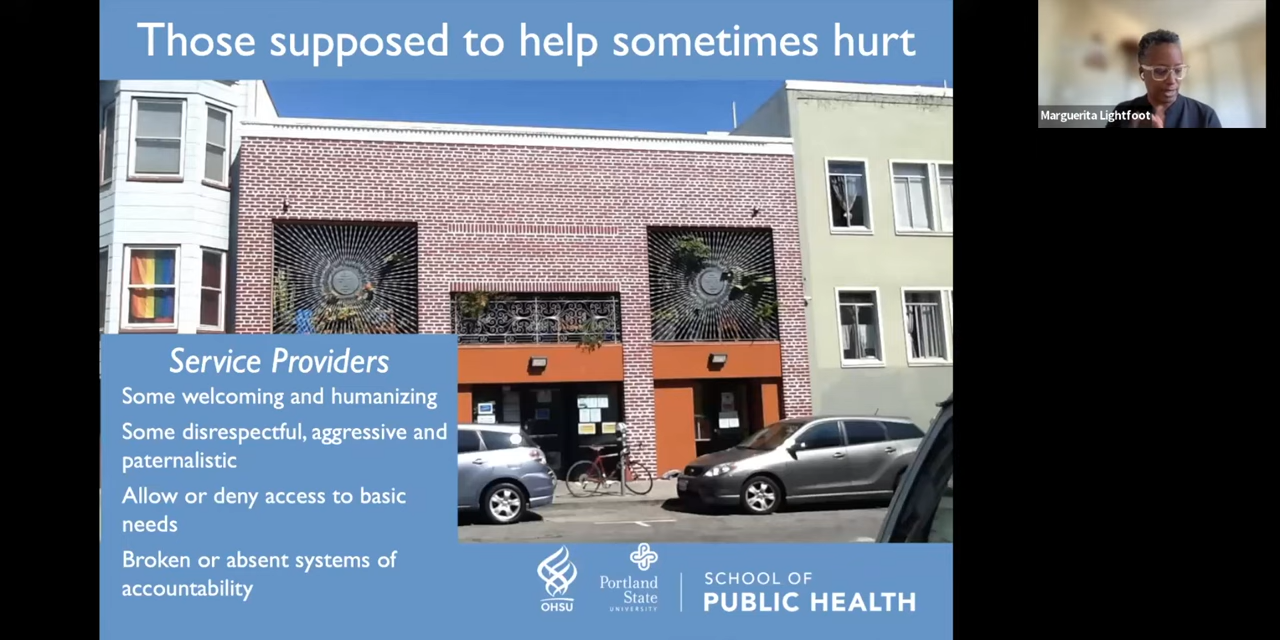 Those supposed to help sometimes hurt
Marguerita Lightfoot
Service Providers
Some welcoming and humanizing
Some disrespectful, aggressive and
paternalistic
Allow or deny access to basic
needs
Broken or absent systems of
accountability
OHSU
Portland
State
UNIVERSITY
SCHOOL OF
PUBLIC HEALTH